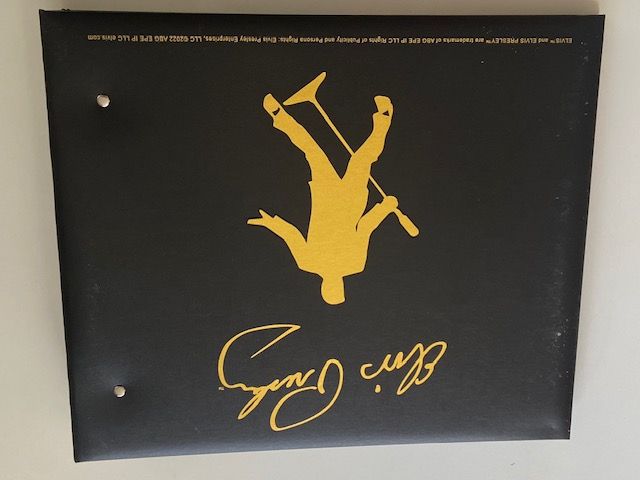 Elvis Presley™
ELVIS™ and ELVIS PRESLEY™ are trademarks of ABG EPE IP LLC Rights of Publicity and Persona Rights: Elvis Presley Enterprises, LLC ©2022 ABG EPE IP LLC elvis.com